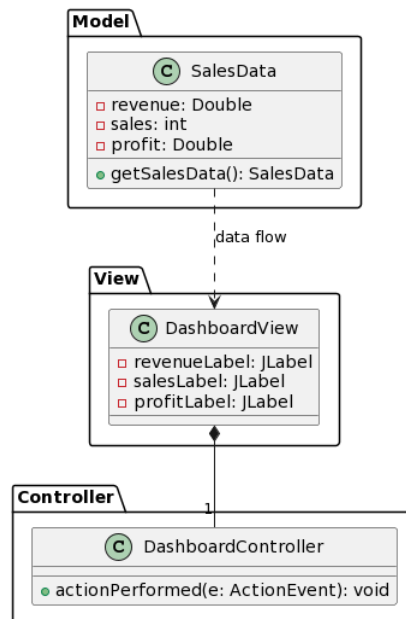 Model
C SalesData
revenue: Double
sales: int
profit: Double
getSalesData(): SalesData
data flow
View
C DashboardView
revenueLabel: JLabel
salesLabel: JLabel
profitLabel: JLabel
Controller
1
C DashboardController
actionPerformed(e: ActionEvent): void